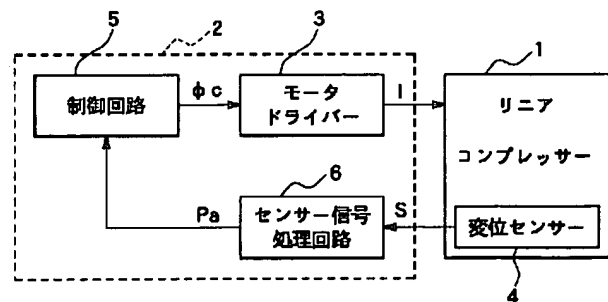 5
2
3
1
制御回路
φc
モータ
ドライバー
I
リニア
コンプレッサー
6
Pa
センサー信号
処理回路
S
変位センサー
4